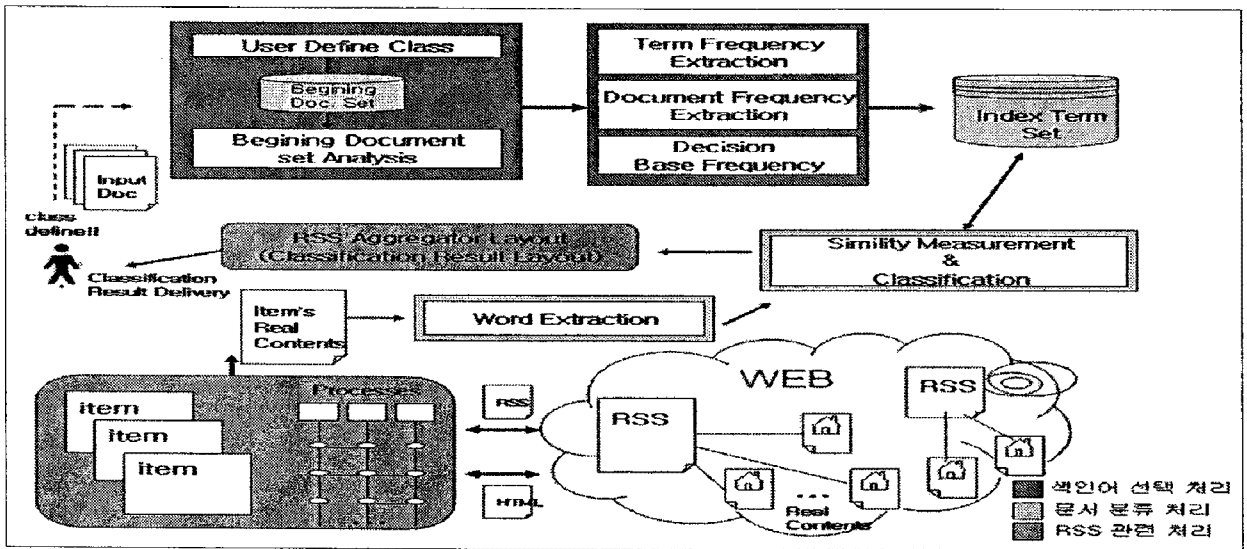 User Define Class
Begining
Doc. Set
Begining Document
set Analysis
Term Frequency
Extraction
Document Frequency
Extraction
Decision
Base Frequency
Index Term
Set
Input
Doc
class
define!!
RSS Aggregator Layout
(Classification Result Layout)
Simility Measurement
&
Classification
Classification
Result Delivery
Item's
Real
Contents
Word Extraction
Processes
item
item
item
RSS
HTML
WEB
RSS
RSS
Real
Contents
색인어 선택 처리
문서 분류 처리
RSS 관련 처리